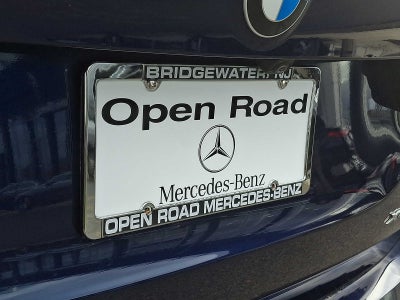 BRIDGEWATER, NJ
Open Road
Mercedes-Benz
OPEN ROAD MERCEDES-BENZ